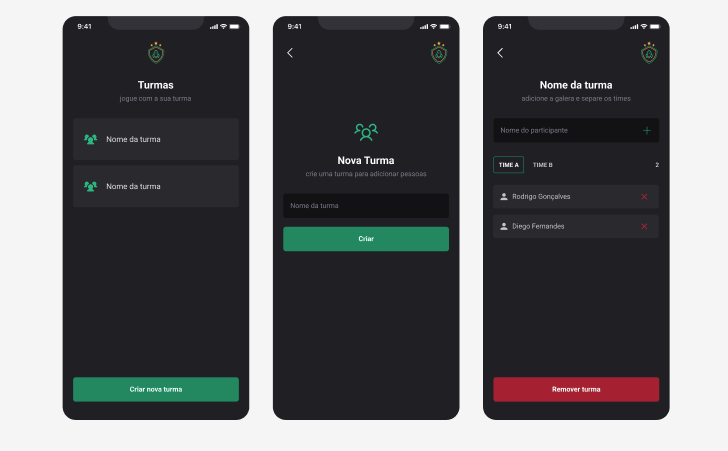 9:41
Turmas
jogue com a sua turma
Nome da turma
Nome da turma
Criar nova turma
9:41
Nova Turma
crie uma turma para adicionar pessoas
Nome da turma
Criar
9:41
Nome da turma
adicione a galera e separe os times
Nome do participante
TIME A TIME B 2
Rodrigo Gonçalves
Diego Fernandes
Remover turma